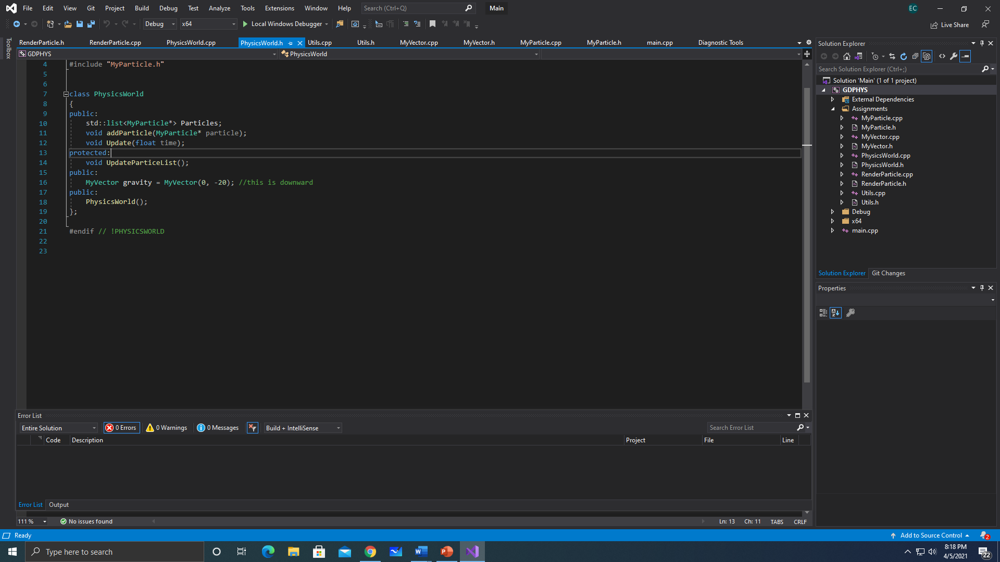 File Edit View Git Project Build Debug Test Analyze Tools Extensions Window Help Search (Ctrl+Q) Main EC
Debug x64 Local Windows Debugger Live Share
Toolbox
RenderParticle.h RenderParticle.cpp PhysicsWorld.cpp PhysicsWorld.h Utils.cpp Utils.h MyVector.cpp MyVector.h MyParticle.cpp MyParticle.h main.cpp Diagnostic Tools
GDPHYS PhysicsWorld
4 #include "MyParticle.h"
5
6
7 class PhysicsWorld
8 {
9 public:
10 std::list<MyParticle*> Particles;
11 void addParticle(MyParticle* particle);
12 void Update(float time);
13 protected:
14 void UpdateParticeList();
15 public:
16 MyVector gravity = MyVector(0, -20); //this is downward
17 public:
18 PhysicsWorld();
19 };
20
21 #endif // !PHYSICSWORLD
22
23
Solution Explorer
Search Solution Explorer (Ctrl+;)
Solution 'Main' (1 of 1 project)
GDPHYS
External Dependencies
Assignments
MyParticle.cpp
MyParticle.h
MyVector.cpp
MyVector.h
PhysicsWorld.cpp
PhysicsWorld.h
RenderParticle.cpp
RenderParticle.h
Utils.cpp
Utils.h
Debug
x64
main.cpp
Solution Explorer Git Changes
Properties
Error List
Entire Solution 0 Errors 0 Warnings 0 Messages Build + IntelliSense Search Error List
Code Description Project File Line
Error List Output
111 % No issues found Ln: 13 Ch: 11 TABS CRLF
Ready Add to Source Control 2
Type here to search 8:18 PM
4/5/2021 22